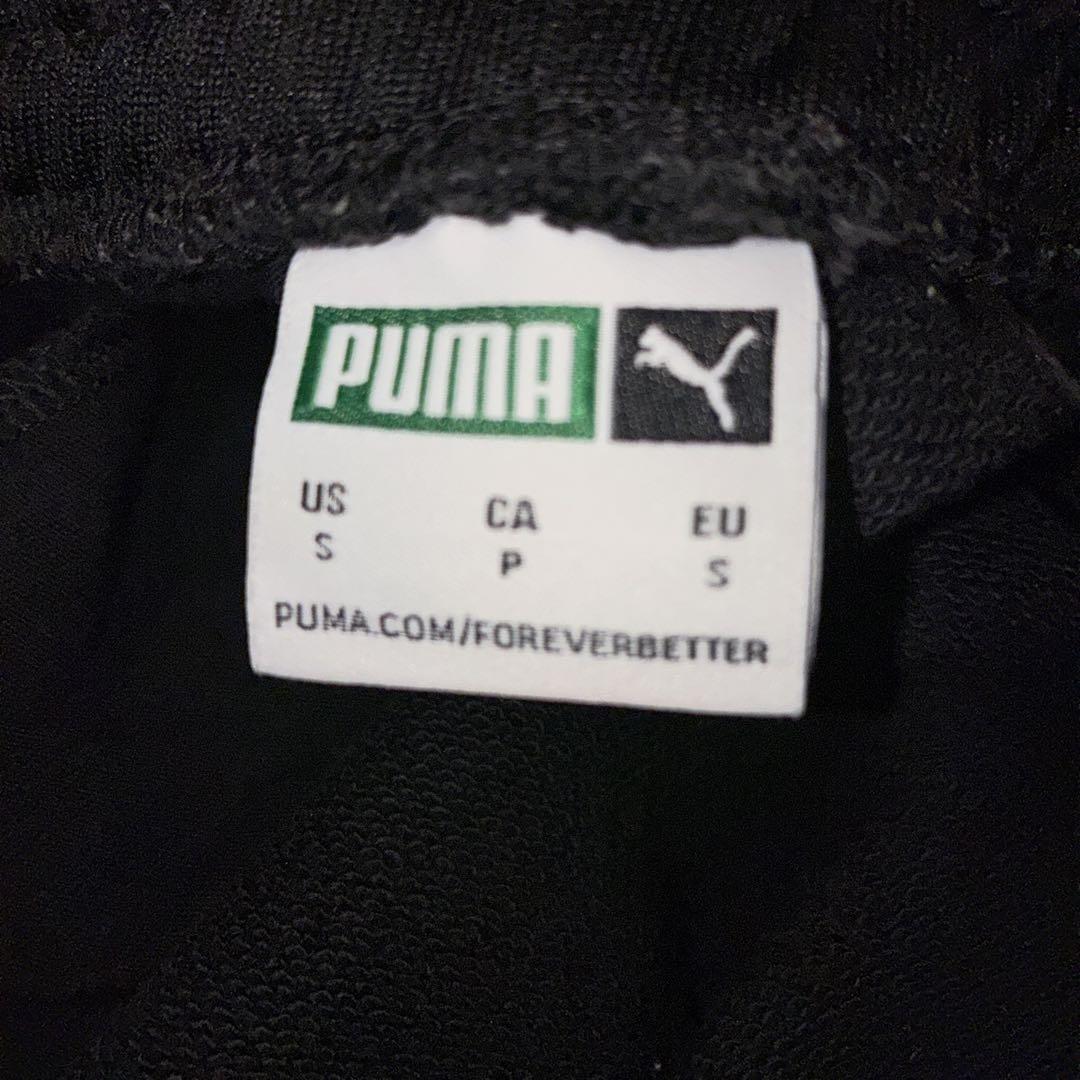 PUMA
US CA EU
S P S
PUMA.COM/FOREVERBETTER